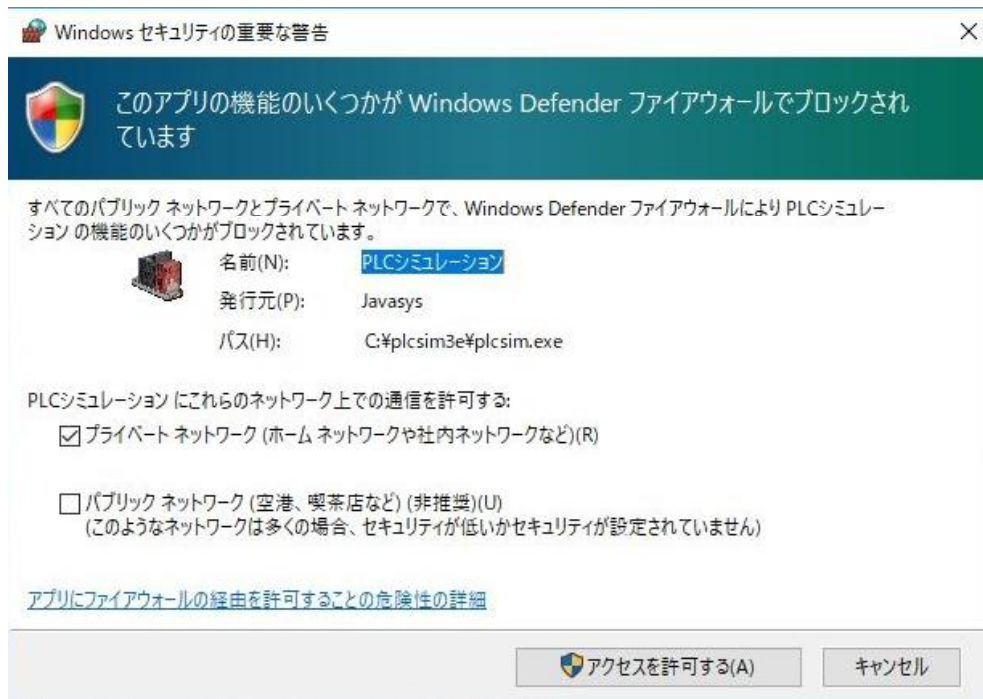 Windows セキュリティの重要な警告
このアプリの機能のいくつかが Windows Defender ファイアウォールでブロックされ
ています
すべてのパブリック ネットワークとプライベート ネットワークで、Windows Defender ファイアウォールにより PLCシミュレー
ション の機能のいくつかがブロックされています。
名前(N): PLCシミュレーション
発行元(P): Javasys
パス(H): C:¥plcsim3e¥plcsim.exe
PLCシミュレーション にこれらのネットワーク上での通信を許可する:
プライベート ネットワーク (ホーム ネットワークや社内ネットワークなど)(R)
パブリック ネットワーク (空港、喫茶店など) (非推奨)(U)
(このようなネットワークは多くの場合、セキュリティが低いかセキュリティが設定されていません)
アプリにファイアウォールの経由を許可することの危険性の詳細
アクセスを許可する(A) キャンセル